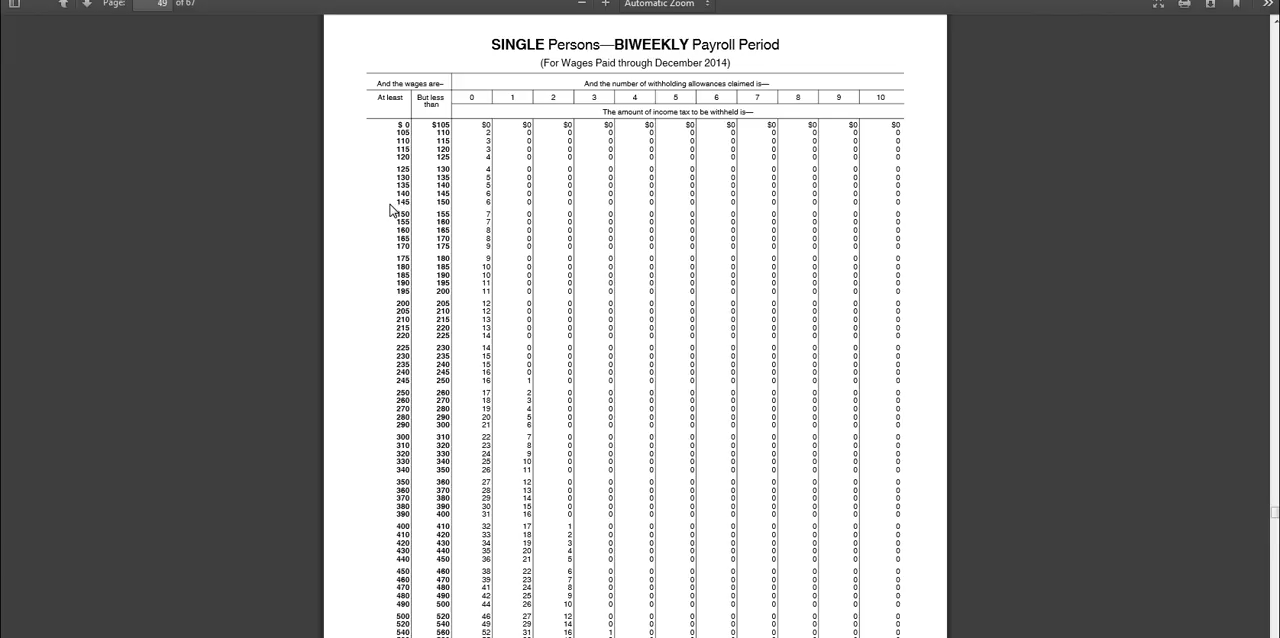 Page: 49 of 67 Automatic Zoom
SINGLE Persons—BIWEEKLY Payroll Period
(For Wages Paid through December 2014)
And the wages are– And the number of withholding allowances claimed is—
At least But less than 0 1 2 3 4 5 6 7 8 9 10
The amount of income tax to be withheld is—
$ 0 $105 $0 $0 $0 $0 $0 $0 $0 $0 $0 $0 $0
105 110 2 0 0 0 0 0 0 0 0 0 0
110 115 3 0 0 0 0 0 0 0 0 0 0
115 120 3 0 0 0 0 0 0 0 0 0 0
120 125 4 0 0 0 0 0 0 0 0 0 0
125 130 4 0 0 0 0 0 0 0 0 0 0
130 135 5 0 0 0 0 0 0 0 0 0 0
135 140 5 0 0 0 0 0 0 0 0 0 0
140 145 6 0 0 0 0 0 0 0 0 0 0
145 150 6 0 0 0 0 0 0 0 0 0 0
150 155 7 0 0 0 0 0 0 0 0 0 0
155 160 7 0 0 0 0 0 0 0 0 0 0
160 165 8 0 0 0 0 0 0 0 0 0 0
165 170 8 0 0 0 0 0 0 0 0 0 0
170 175 9 0 0 0 0 0 0 0 0 0 0
175 180 9 0 0 0 0 0 0 0 0 0 0
180 185 10 0 0 0 0 0 0 0 0 0 0
185 190 10 0 0 0 0 0 0 0 0 0 0
190 195 11 0 0 0 0 0 0 0 0 0 0
195 200 11 0 0 0 0 0 0 0 0 0 0
200 205 12 0 0 0 0 0 0 0 0 0 0
205 210 12 0 0 0 0 0 0 0 0 0 0
210 215 13 0 0 0 0 0 0 0 0 0 0
215 220 13 0 0 0 0 0 0 0 0 0 0
220 225 14 0 0 0 0 0 0 0 0 0 0
225 230 14 0 0 0 0 0 0 0 0 0 0
230 235 15 0 0 0 0 0 0 0 0 0 0
235 240 15 0 0 0 0 0 0 0 0 0 0
240 245 16 0 0 0 0 0 0 0 0 0 0
245 250 16 1 0 0 0 0 0 0 0 0 0
250 260 17 2 0 0 0 0 0 0 0 0 0
260 270 18 3 0 0 0 0 0 0 0 0 0
270 280 19 4 0 0 0 0 0 0 0 0 0
280 290 20 5 0 0 0 0 0 0 0 0 0
290 300 21 6 0 0 0 0 0 0 0 0 0
300 310 22 7 0 0 0 0 0 0 0 0 0
310 320 23 8 0 0 0 0 0 0 0 0 0
320 330 24 9 0 0 0 0 0 0 0 0 0
330 340 25 10 0 0 0 0 0 0 0 0 0
340 350 26 11 0 0 0 0 0 0 0 0 0
350 360 27 12 0 0 0 0 0 0 0 0 0
360 370 28 13 0 0 0 0 0 0 0 0 0
370 380 29 14 0 0 0 0 0 0 0 0 0
380 390 30 15 0 0 0 0 0 0 0 0 0
390 400 31 16 0 0 0 0 0 0 0 0 0
400 410 32 17 1 0 0 0 0 0 0 0 0
410 420 33 18 2 0 0 0 0 0 0 0 0
420 430 34 19 3 0 0 0 0 0 0 0 0
430 440 35 20 4 0 0 0 0 0 0 0 0
440 450 36 21 5 0 0 0 0 0 0 0 0
450 460 38 22 6 0 0 0 0 0 0 0 0
460 470 39 23 7 0 0 0 0 0 0 0 0
470 480 41 24 8 0 0 0 0 0 0 0 0
480 490 42 25 9 0 0 0 0 0 0 0 0
490 500 44 26 10 0 0 0 0 0 0 0 0
500 520 46 27 12 0 0 0 0 0 0 0 0
520 540 49 29 14 0 0 0 0 0 0 0 0
540 560 52 31 16 1 0 0 0 0 0 0 0